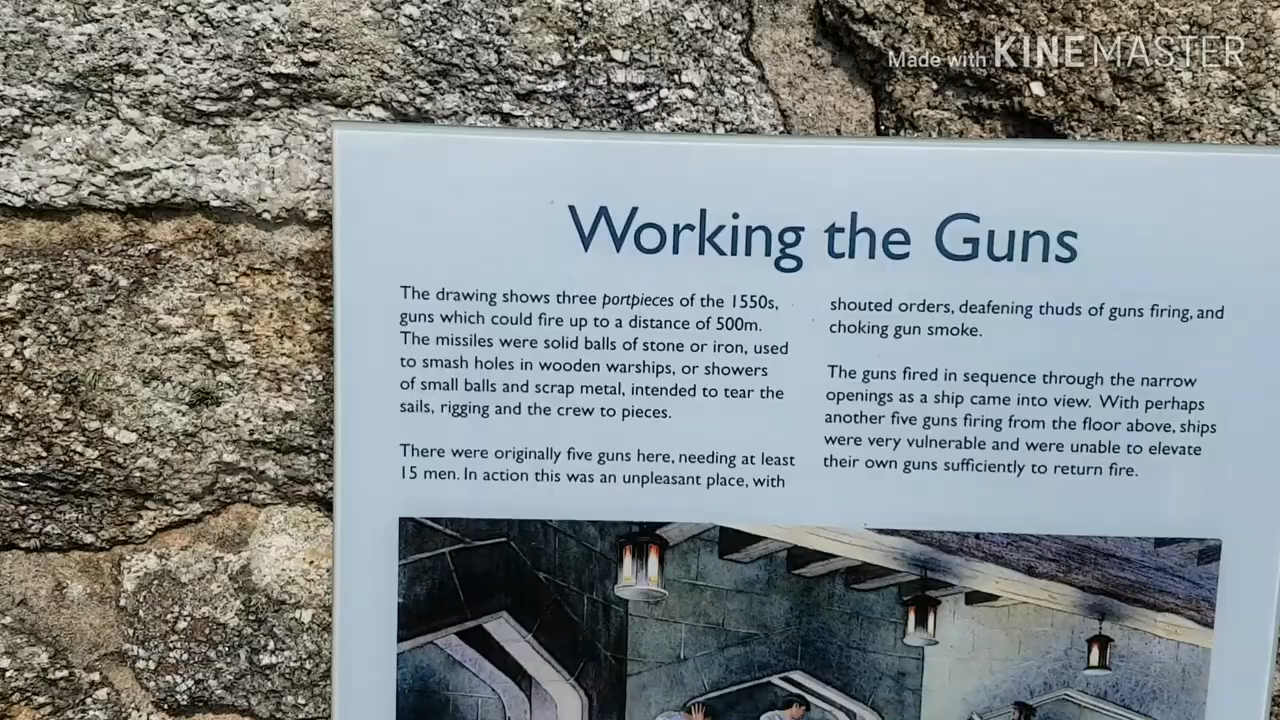 Made with KINEMASTER
Working the Guns
The drawing shows three portpieces of the 1550s,
guns which could fire up to a distance of 500m.
The missiles were solid balls of stone or iron, used
to smash holes in wooden warships, or showers
of small balls and scrap metal, intended to tear the
sails, rigging and the crew to pieces.
There were originally five guns here, needing at least
15 men. In action this was an unpleasant place, with
shouted orders, deafening thuds of guns firing, and
choking gun smoke.
The guns fired in sequence through the narrow
openings as a ship came into view. With perhaps
another five guns firing from the floor above, ships
were very vulnerable and were unable to elevate
their own guns sufficiently to return fire.